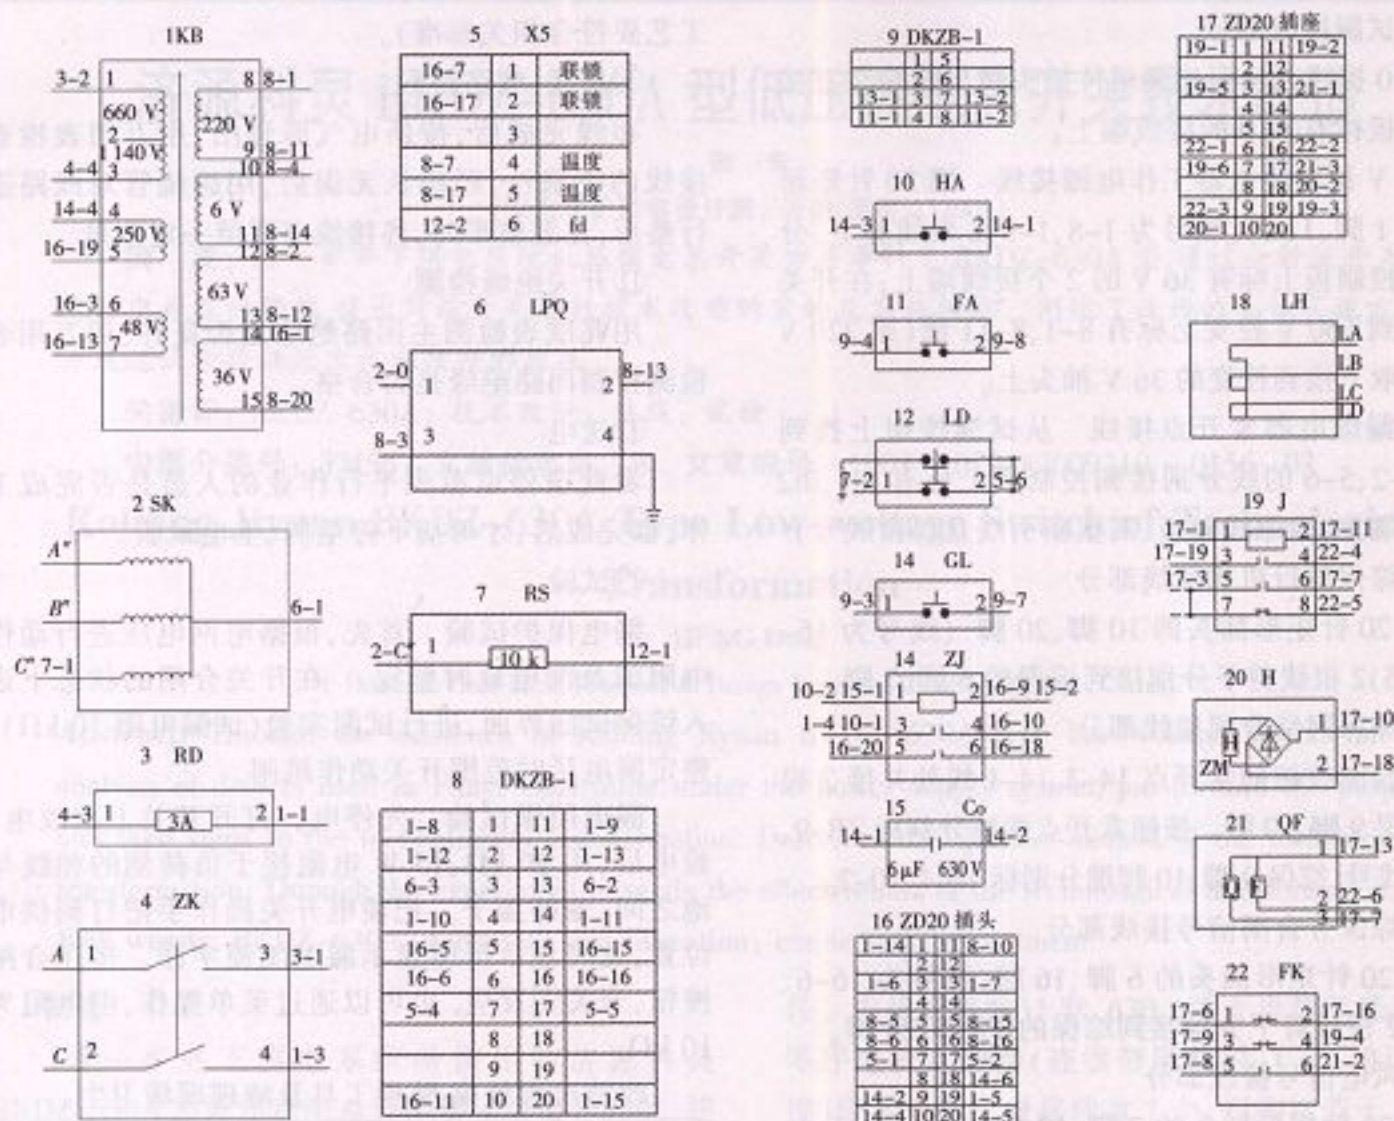 1KB
3-2 1 8 8-1
660 V 220 V
2 9 8-11
140 V 10 8-4
4-4 3
6 V
14-4 4 11 8-14
250 V 12 8-2
16-19 5
63 V
16-3 6 13 8-12
48 V 14 16-1
16-13 7
36 V
15 8-20
2 SK
A"
B" 6-1
C" 7-1
3 RD
4-3 1 3A 2 1-1
4 ZK
A 1 3 3-1
C 2 4 1-3
5 X5
16-7 1 联锁
16-17 2 联锁
3
8-7 4 温度
8-17 5 温度
12-2 6 fd
6 LPQ
2-0 1 2 8-13
8-3 3 4
7 RS
2-C 1 10 k 12-1
8 DKZB-1
1-8 1 11 1-9
1-12 2 12 1-13
6-3 3 13 6-2
1-10 4 14 1-11
16-5 5 15 16-15
16-6 6 16 16-16
5-4 7 17 5-5
8 18
9 19
16-11 10 20 1-15
9 DKZB-1
1 5
2 6
13-1 3 7 13-2
11-1 4 8 11-2
10 HA
14-3 1 2 14-1
11 FA
9-4 1 2 9-8
12 LD
7-2 1 2 5-6
14 GL
9-3 1 2 9-7
14 ZJ
10-2 15-1 1 2 16-9 15-2
1-4 10-1 3 4 16-10
16-20 5 6 16-18
15 Co
14-1 14-2
6 μF 630 V
16 ZD20 插头
1-14 1 11 8-10
2 12
1-6 3 13 1-7
4 14
8-5 5 15 8-15
8-6 6 16 8-16
5-1 7 17 5-2
8 18 14-6
14-2 9 19 1-5
14-4 10 20 14-5
17 ZD20 插座
19-1 1 11 19-2
2 12
19-5 3 13 21-1
4 14
5 15
22-1 6 16 22-2
19-6 7 17 21-3
8 18 20-2
22-3 9 19 19-3
20-1 10 20
18 LH
LA
LB
LC
LD
19 J
17-1 1 2 17-11
17-19 3 4 22-4
17-3 5 6 17-7
7 8 22-5
20 H
1 17-10
ZM 2 17-18
21 QF
1 17-13
2 22-6
3 17-7
22 FK
17-6 1 2 17-16
17-9 3 4 19-4
17-8 5 6 21-2